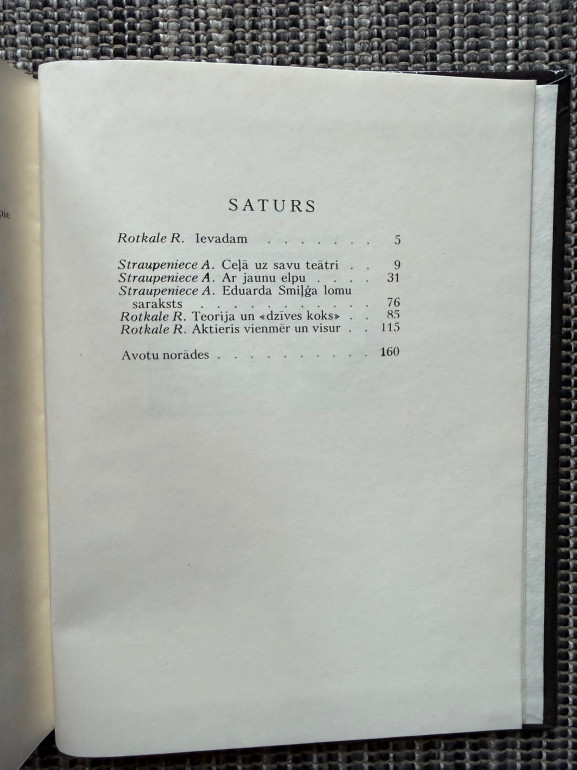 SATURS
Rotkale R. Ievadam . . . . . . . 5
Straupeniece A. Ceļā uz savu teātri . . 9
Straupeniece A. Ar jaunu elpu . . . . 31
Straupeniece A. Eduarda Smiļģa lomu
saraksts . . . . . . . . . . . 76
Rotkale R. Teorija un «dzīves koks» . . 85
Rotkale R. Aktieris vienmēr un visur . . 115
Avotu norādes . . . . . . . . . . 160